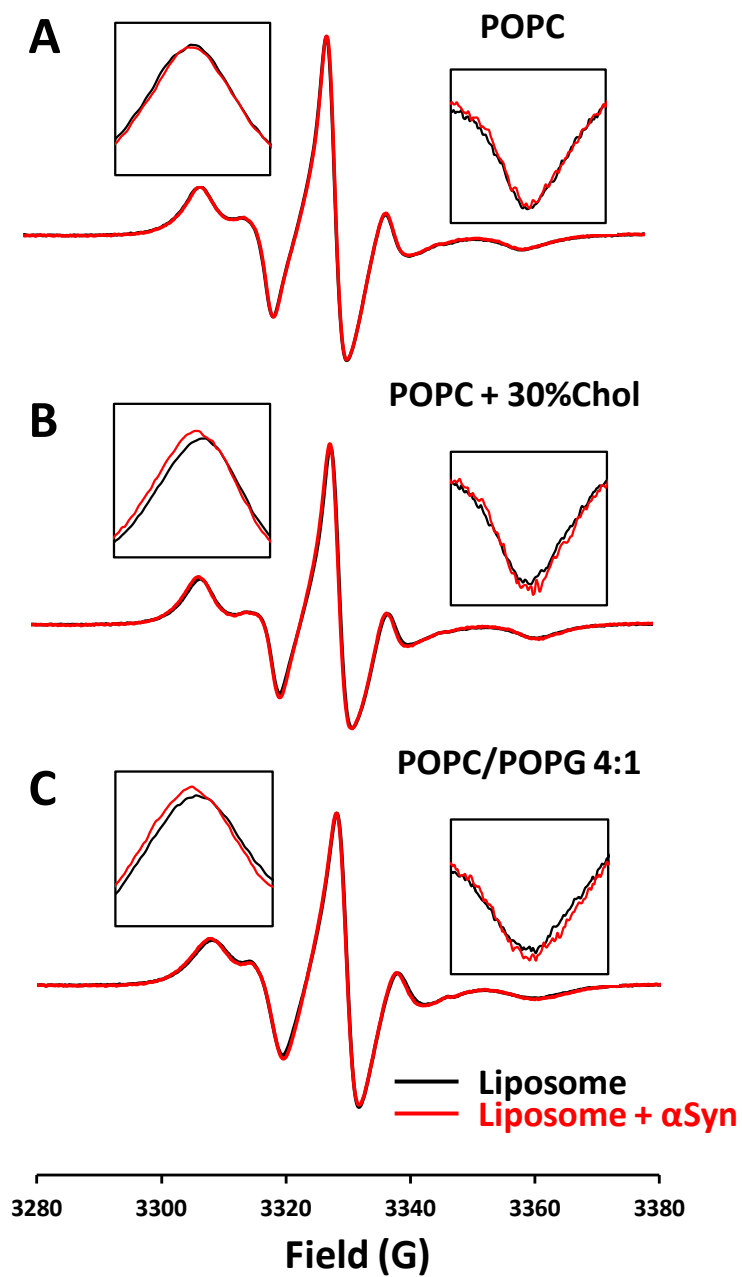 A
POPC
B
POPC + 30%Chol
C
POPC/POPG 4:1
Liposome
Liposome + αSyn
3280 3300 3320 3340 3360 3380
Field (G)